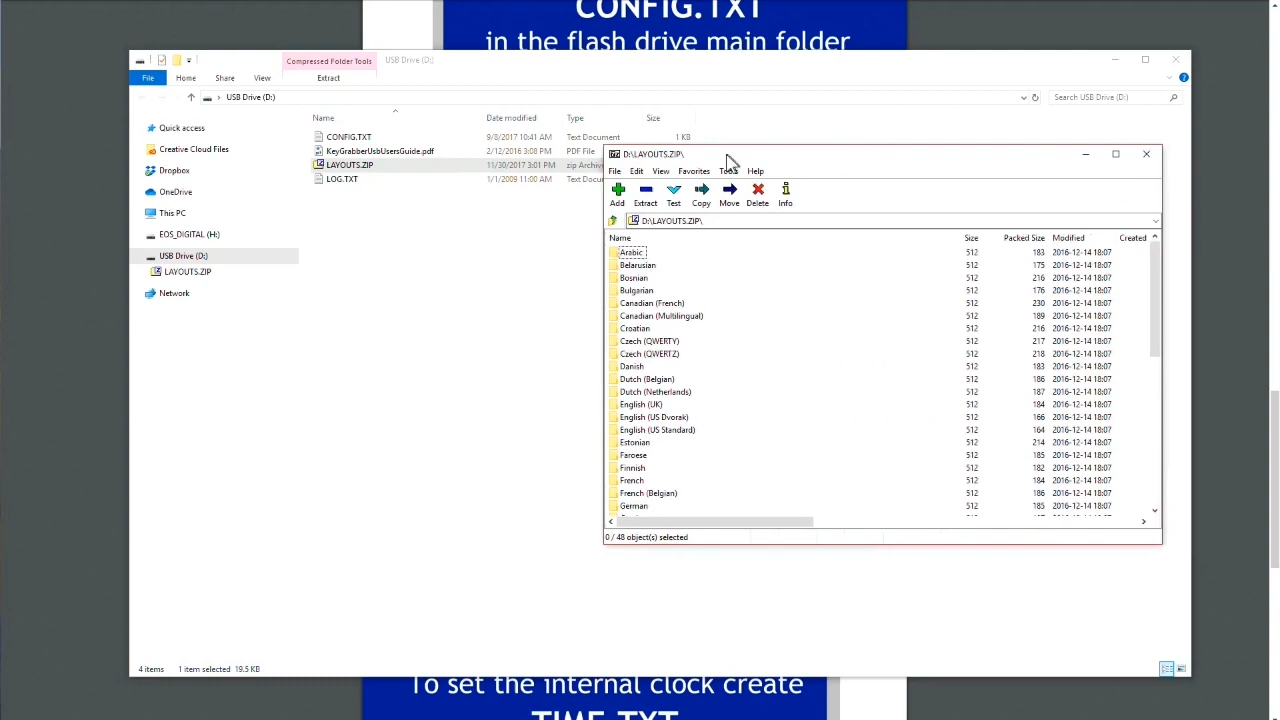 CONFIG.TXT
in the flash drive main folder
Compressed Folder Tools
USB Drive (D:)
File Home Share View Extract
USB Drive (D:)
Search USB Drive (D:)
Name Date modified Type Size
Quick access
Creative Cloud Files
Dropbox
OneDrive
This PC
EOS_DIGITAL (H:)
USB Drive (D:)
LAYOUTS.ZIP
Network
CONFIG.TXT 9/8/2017 10:41 AM Text Document 1 KB
KeyGrabberUsbUsersGuide.pdf 2/12/2016 3:08 PM PDF File
LAYOUTS.ZIP 11/30/2017 3:01 PM zip Archiv
LOG.TXT 1/1/2009 11:00 AM Text Docu
D:\LAYOUTS.ZIP\
File Edit View Favorites Tools Help
Add Extract Test Copy Move Delete Info
D:\LAYOUTS.ZIP\
Name Size Packed Size Modified Created
Arabic 512 183 2016-12-14 18:07
Belarusian 512 175 2016-12-14 18:07
Bosnian 512 216 2016-12-14 18:07
Bulgarian 512 176 2016-12-14 18:07
Canadian (French) 512 230 2016-12-14 18:07
Canadian (Multilingual) 512 189 2016-12-14 18:07
Croatian 512 216 2016-12-14 18:07
Czech (QWERTY) 512 217 2016-12-14 18:07
Czech (QWERTZ) 512 218 2016-12-14 18:07
Danish 512 183 2016-12-14 18:07
Dutch (Belgian) 512 186 2016-12-14 18:07
Dutch (Netherlands) 512 187 2016-12-14 18:07
English (UK) 512 184 2016-12-14 18:07
English (US Dvorak) 512 166 2016-12-14 18:07
English (US Standard) 512 164 2016-12-14 18:07
Estonian 512 214 2016-12-14 18:07
Faroese 512 185 2016-12-14 18:07
Finnish 512 182 2016-12-14 18:07
French 512 184 2016-12-14 18:07
French (Belgian) 512 186 2016-12-14 18:07
German 512 185 2016-12-14 18:07
0 / 48 object(s) selected
4 items 1 item selected 19.5 KB
To set the internal clock create
TIME.TXT